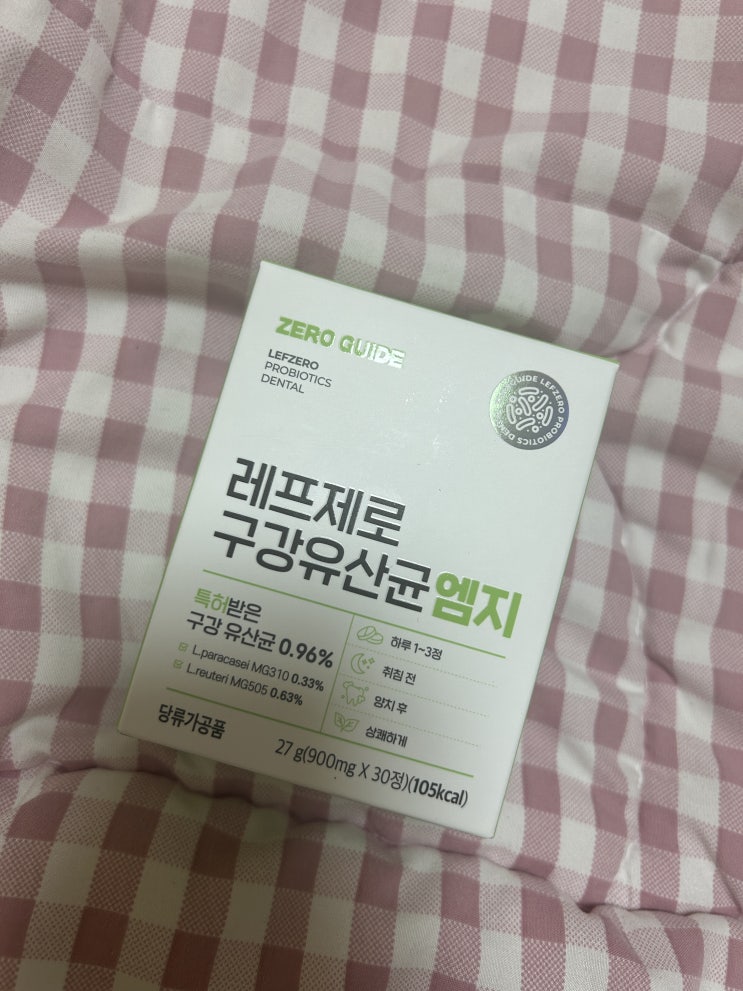 ZERO GUIDE
LEFZERO
PROBIOTICS
DENTAL
GUIDE LEFZERO PROBIOTICS
레프제로
구강유산균엠지
특허받은
구강 유산균 0.96%
L.paracasei MG310 0.33%
L.reuteri MG505 0.63%
하루 1~3정
취침 전
양치 후
상쾌하게
당류가공품
27 g(900mg X 30정)(105kcal)